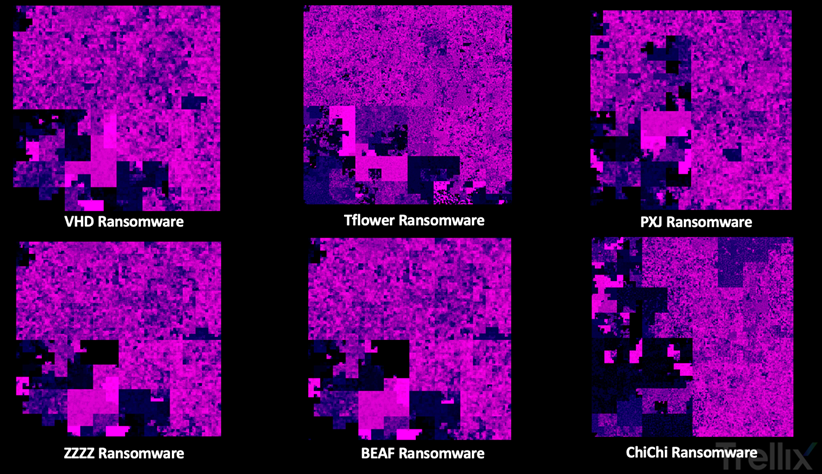 VHD Ransomware
Tflower Ransomware
PXJ Ransomware
ZZZZ Ransomware
BEAF Ransomware
ChiChi Ransomware
Trellix